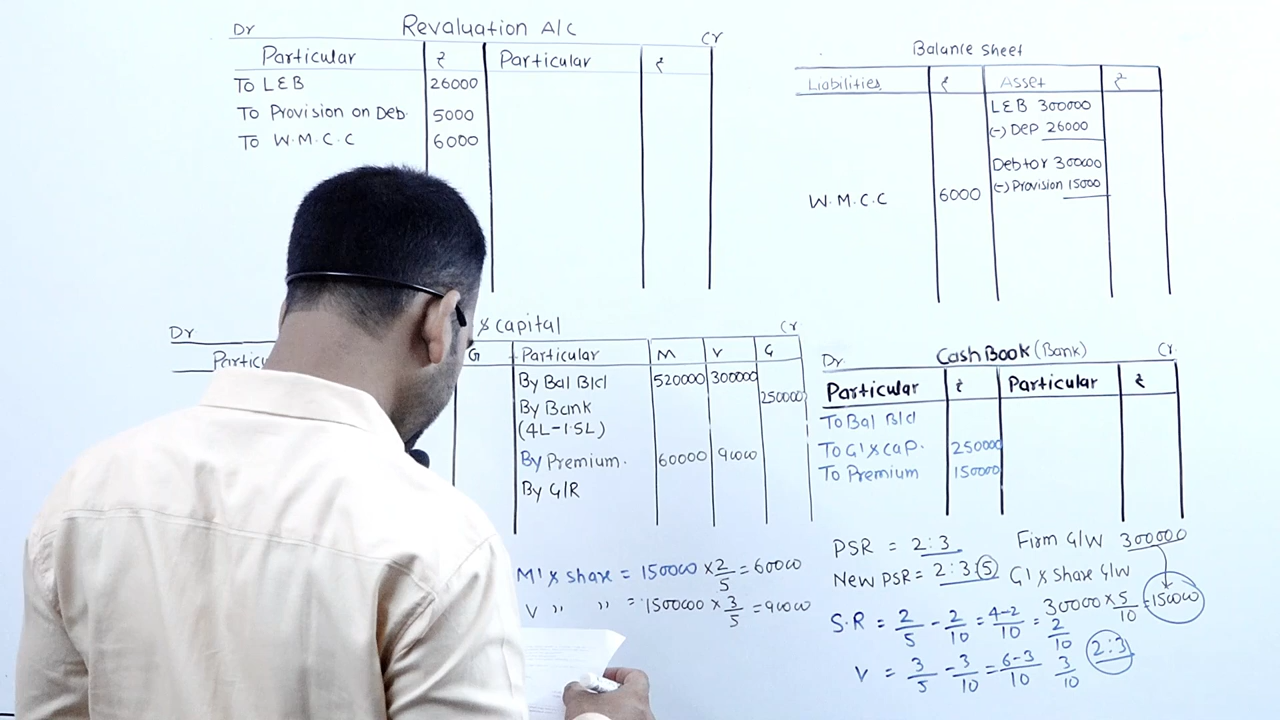 Dr Revaluation A/C Cr
Particular ₹ Particular ₹
To L&B 26000
To Provision on Deb. 5000
To W.M.C.C 6000
Balance sheet
Liabilities ₹ Asset ₹
L&B 300000
(-) Dep 26000
Debtor 300000
(-) Provision 15000
W.M.C.C 6000
Dr capital Cr
G Particular M V G
By Bal B/d 520000 300000
By Bank 250000
(4L-1.5L)
By Premium. 60000 90000
By G/R
Dr. Cash Book (Bank) Cr.
Particular ₹ Particular ₹
To Bal B/d
To G's cap. 250000
To Premium 150000
M's share = 150000 × 2/5 = 60000
V ,, ,, = 1500000 × 3/5 = 90000
PSR = 2:3 Firm G/W 300000
New PSR = 2:3:5 G's share G/W
30000 × 5/10 = 150000
S.R = 2/5 - 2/10 = 4-2/10 = 2/10
V = 3/5 - 3/10 = 6-3/10 3/10 2:3